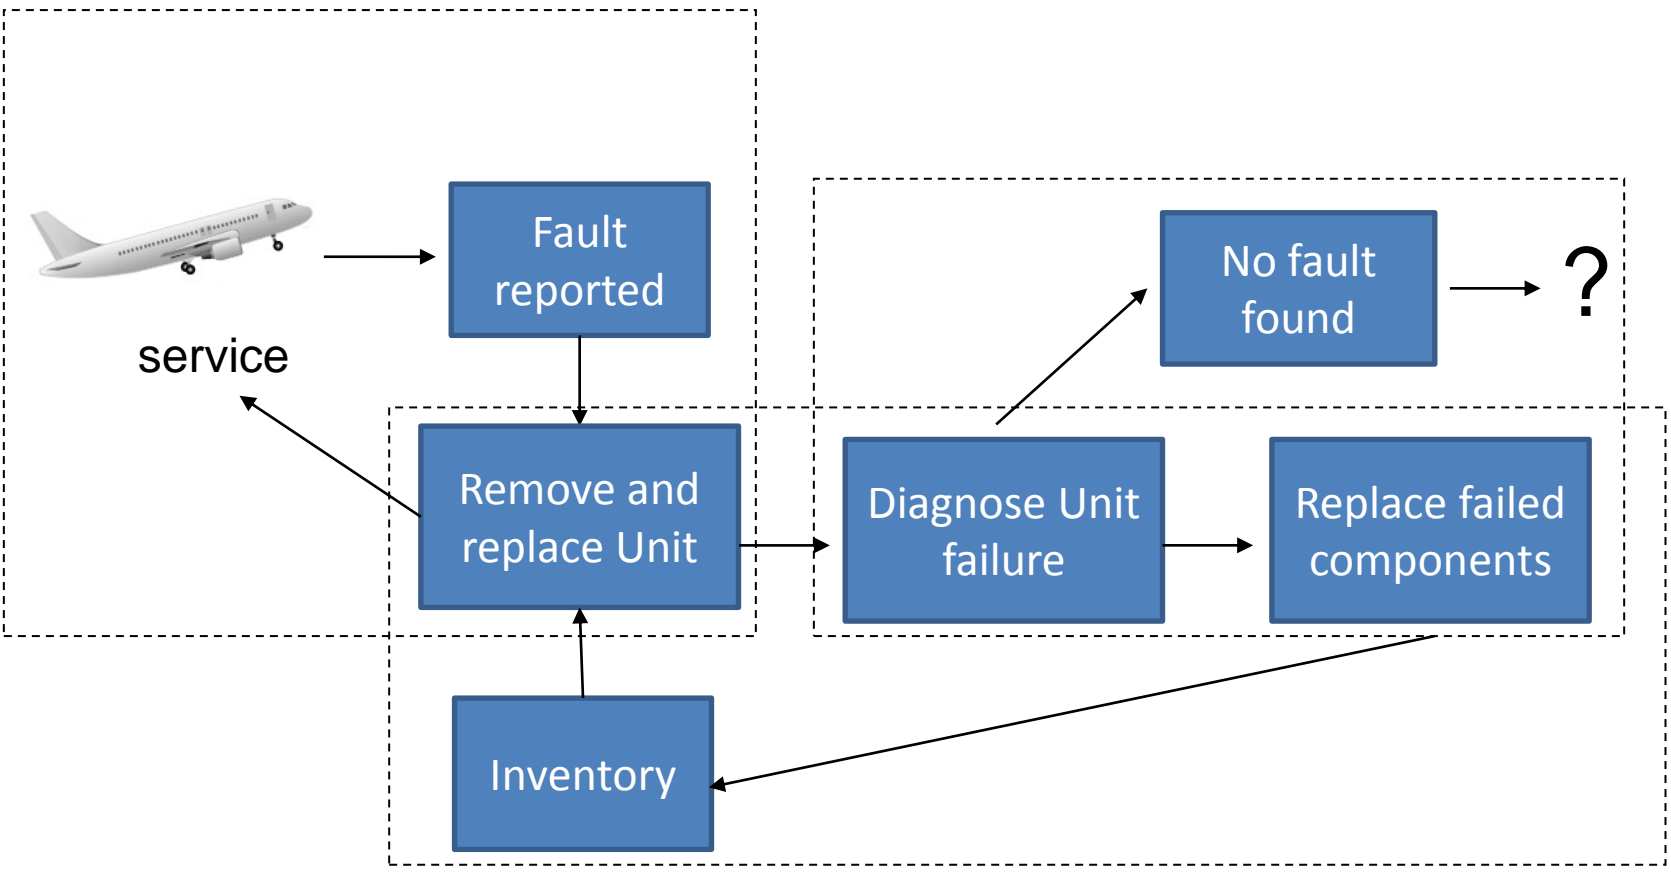 Fault
reported
service
No fault
found
?
Remove and
replace Unit
Diagnose Unit
failure
Replace failed
components
Inventory